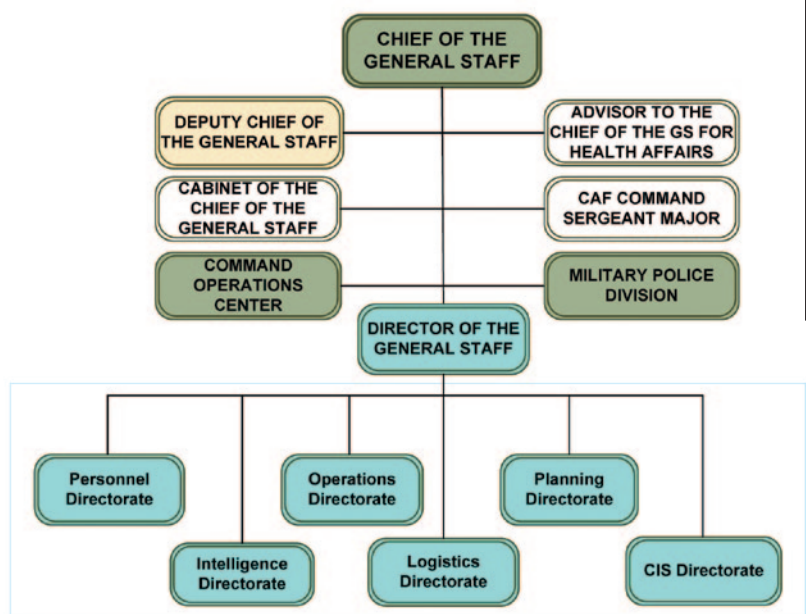 CHIEF OF THE
GENERAL STAFF
DEPUTY CHIEF OF
THE GENERAL STAFF
ADVISOR TO THE
CHIEF OF THE GS FOR
HEALTH AFFAIRS
CABINET OF THE
CHIEF OF THE
GENERAL STAFF
CAF COMMAND
SERGEANT MAJOR
COMMAND
OPERATIONS
CENTER
MILITARY POLICE
DIVISION
DIRECTOR OF THE
GENERAL STAFF
Personnel
Directorate
Operations
Directorate
Planning
Directorate
Intelligence
Directorate
Logistics
Directorate
CIS Directorate